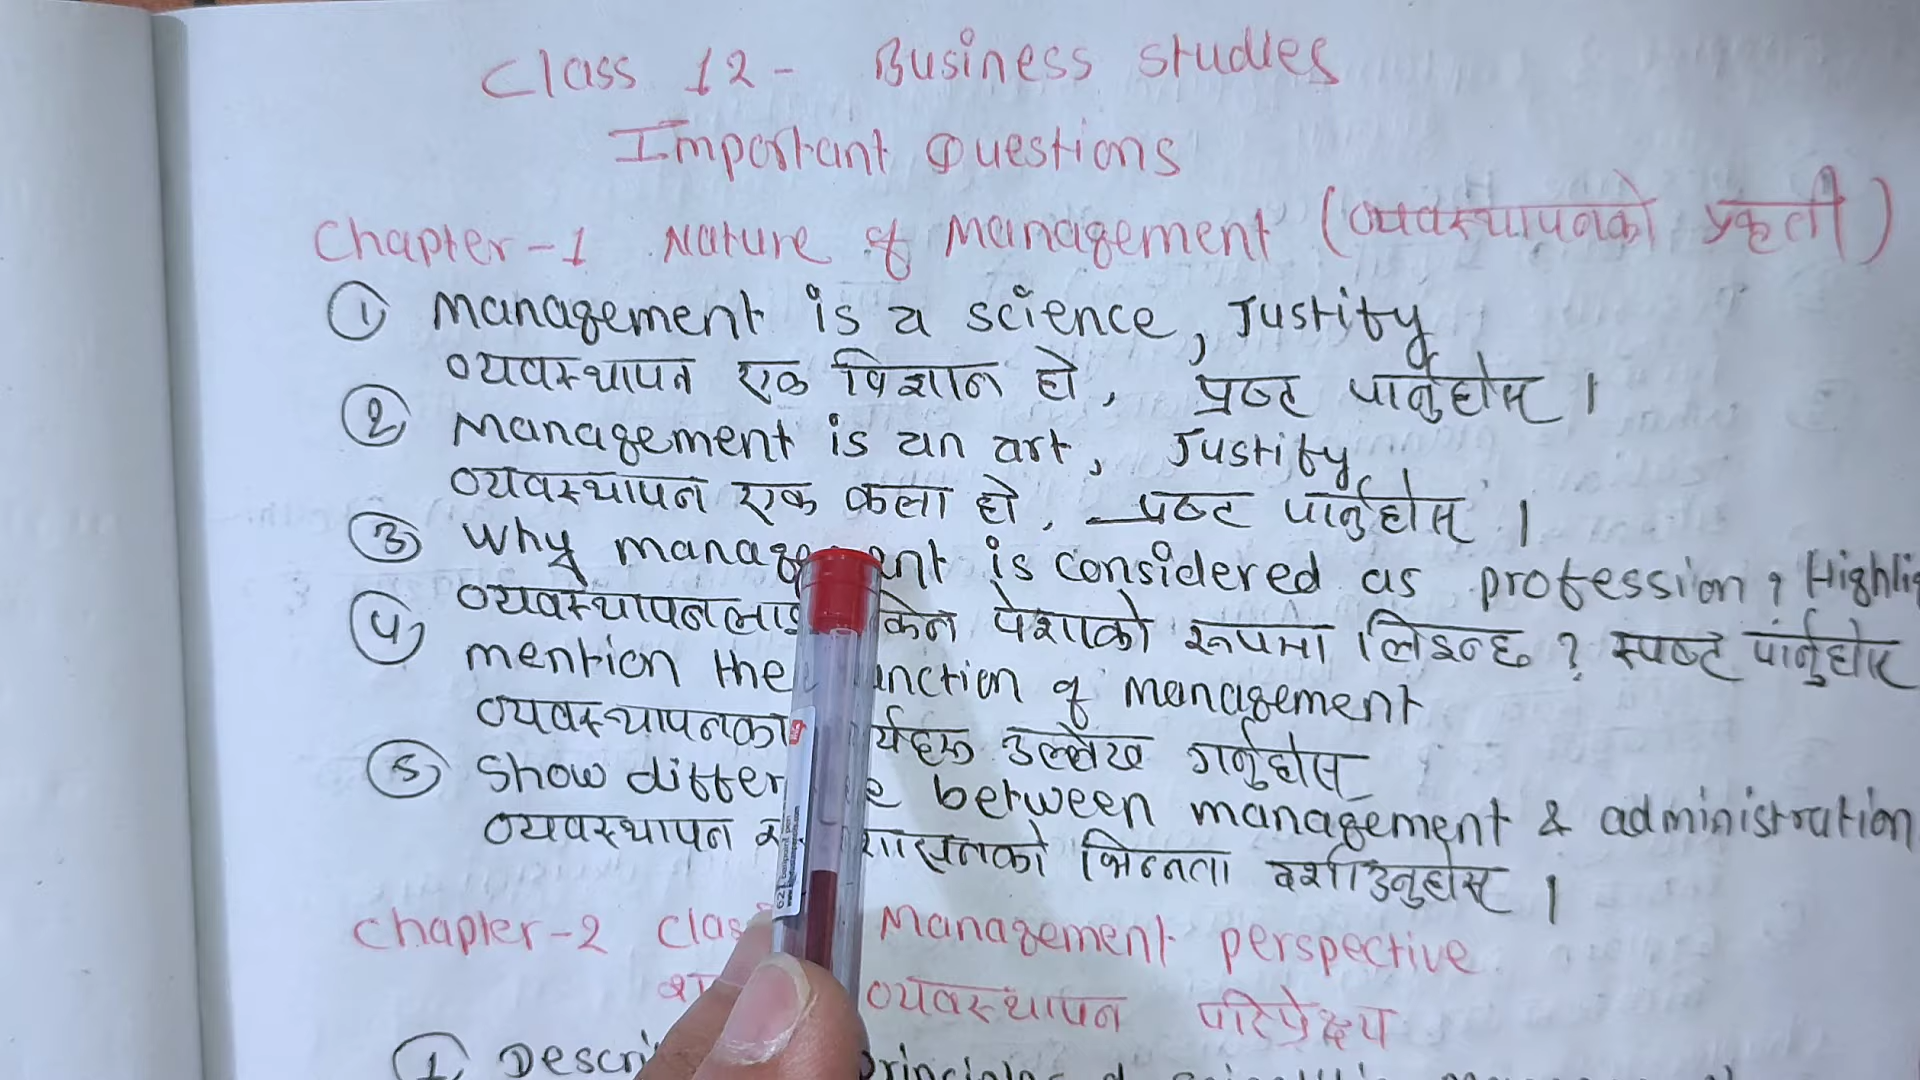 Class 12 - Business studies
Important Questions
Chapter-1 Nature of Management (व्यवस्थापनको प्रकृती)
① Management is a science, Justify
व्यवस्थापन एक विज्ञान हो, प्रष्ट पार्नुहोस ।
② Management is an art, Justify
व्यवस्थापन एक कला हो, प्रष्ट पार्नुहोस ।
③ Why management is considered as profession ?
व्यवस्थापनलाई किन पेशाको रूपमा लिइन्छ ? स्पष्ट पार्नुहोस
④ mention the function of management
व्यवस्थापनका कार्यहरू उल्लेख गर्नुहोस
⑤ Show difference between management & administration
व्यवस्थापन शासनको भिन्नता दर्शाउनुहोस ।
Chapter-2 Management perspective
व्यवस्थापन परिप्रेक्ष्य
①